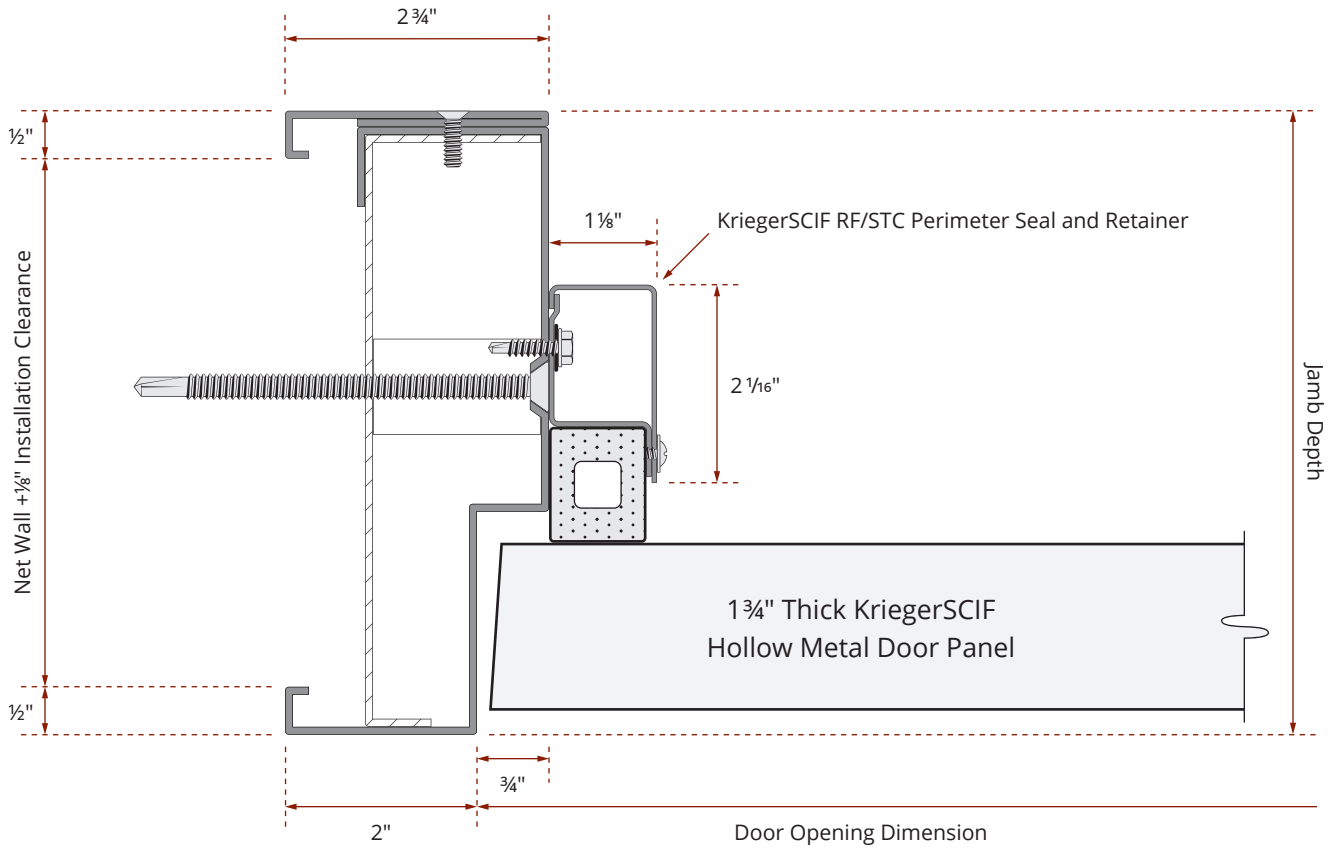 2 ¾"
½"
1 ⅛"
KriegerSCIF RF/STC Perimeter Seal and Retainer
Net Wall +⅛" Installation Clearance
2 1/16"
Jamb Depth
1¾" Thick KriegerSCIF
Hollow Metal Door Panel
½"
¾"
2"
Door Opening Dimension